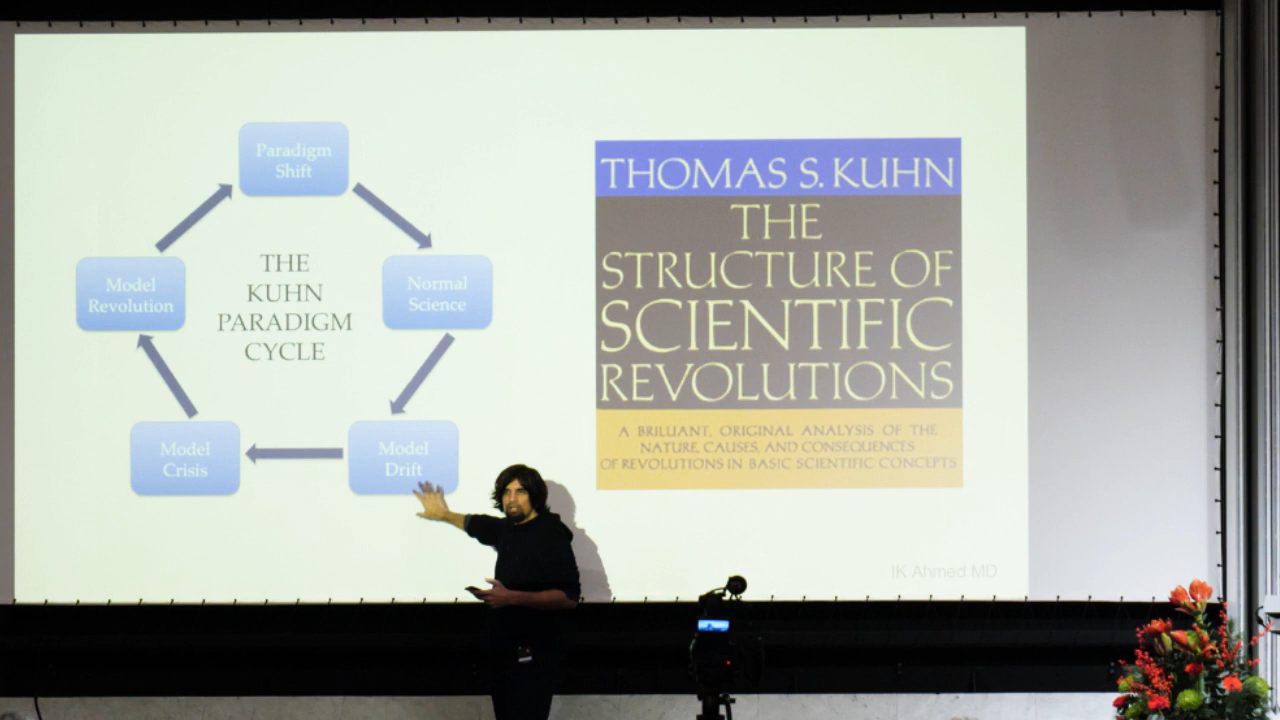 Paradigm
Shift
Model
Revolution
THE
KUHN
PARADIGM
CYCLE
Normal
Science
Model
Crisis
Model
Drift
THOMAS S. KUHN
THE
STRUCTURE OF
SCIENTIFIC
REVOLUTIONS
A BRILLIANT, ORIGINAL ANALYSIS OF THE
NATURE, CAUSES, AND CONSEQUENCES
OF REVOLUTIONS IN BASIC SCIENTIFIC CONCEPTS
IK Ahmed MD